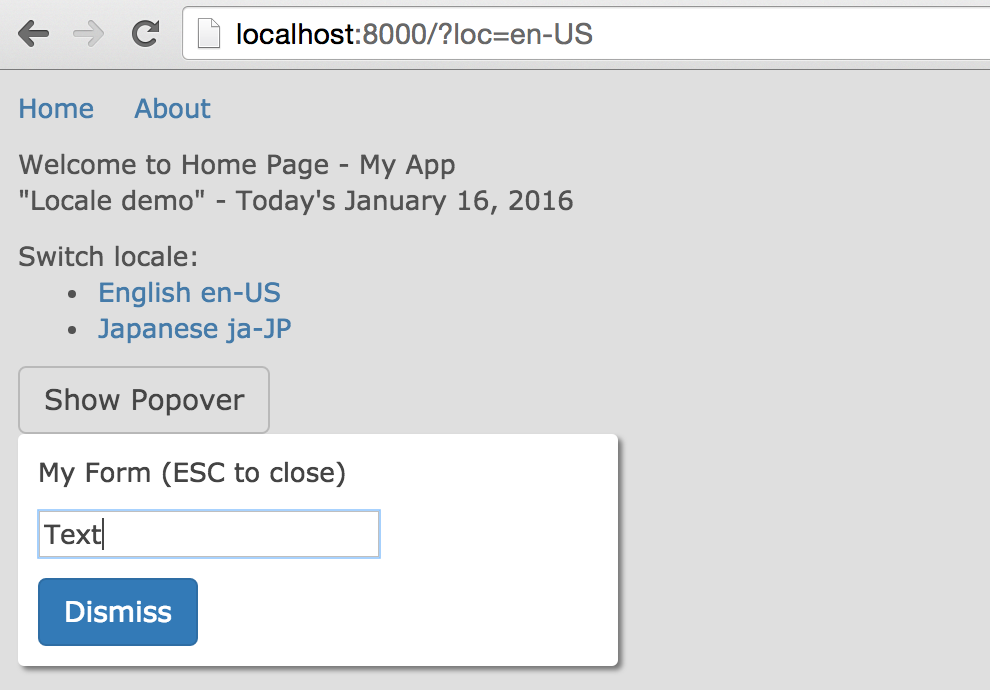 localhost:8000/?loc=en-US
Home About
Welcome to Home Page - My App
"Locale demo" - Today's January 16, 2016
Switch locale:
English en-US
Japanese ja-JP
Show Popover
My Form (ESC to close)
Text
Dismiss